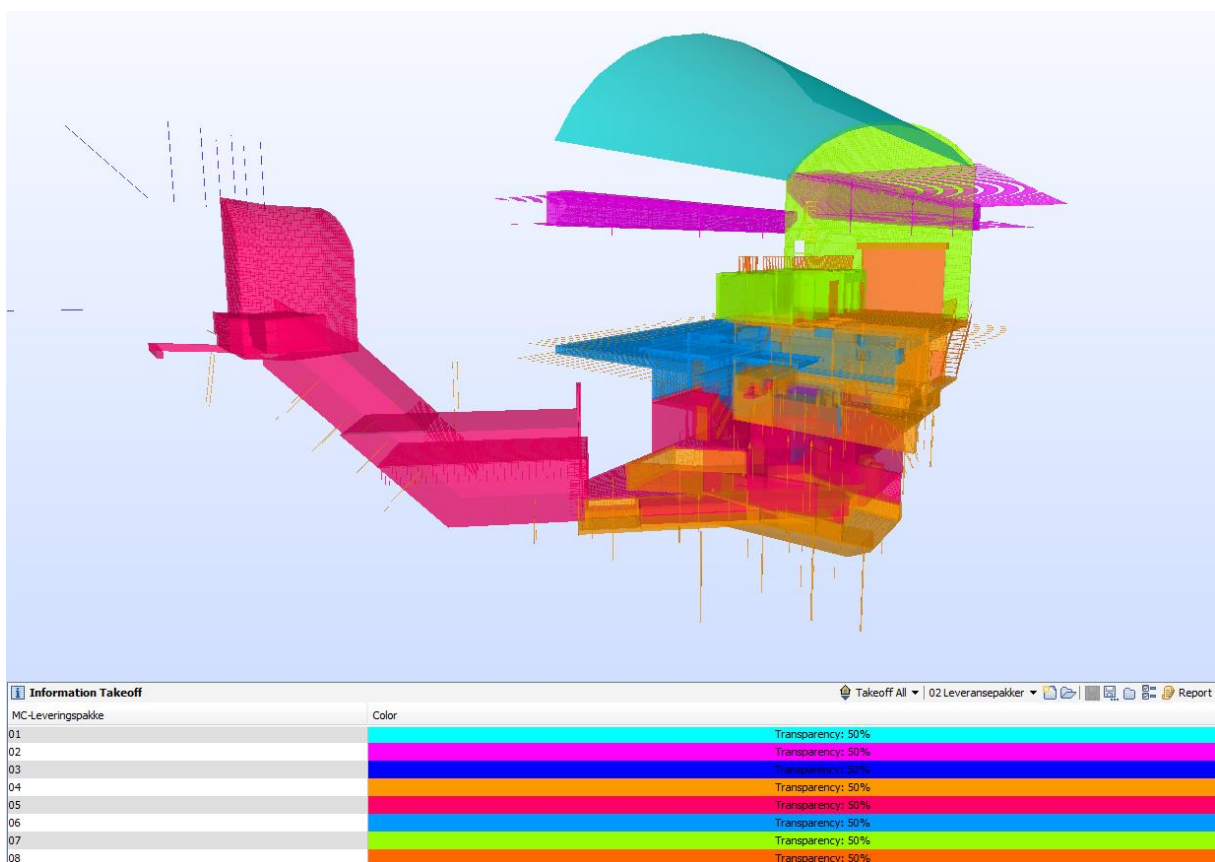 Information Takeoff Takeoff All 02 Leveransepakker Report
MC-Leveringspakke Color
01 Transparency: 50%
02 Transparency: 50%
03 Transparency: 50%
04 Transparency: 50%
05 Transparency: 50%
06 Transparency: 50%
07 Transparency: 50%
08 Transparency: 50%